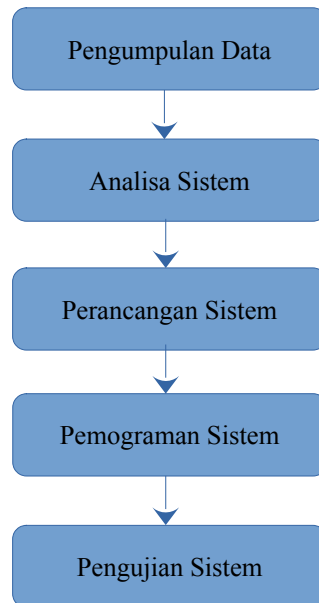 Pengumpulan Data
Analisa Sistem
Perancangan Sistem
Pemograman Sistem
Pengujian Sistem